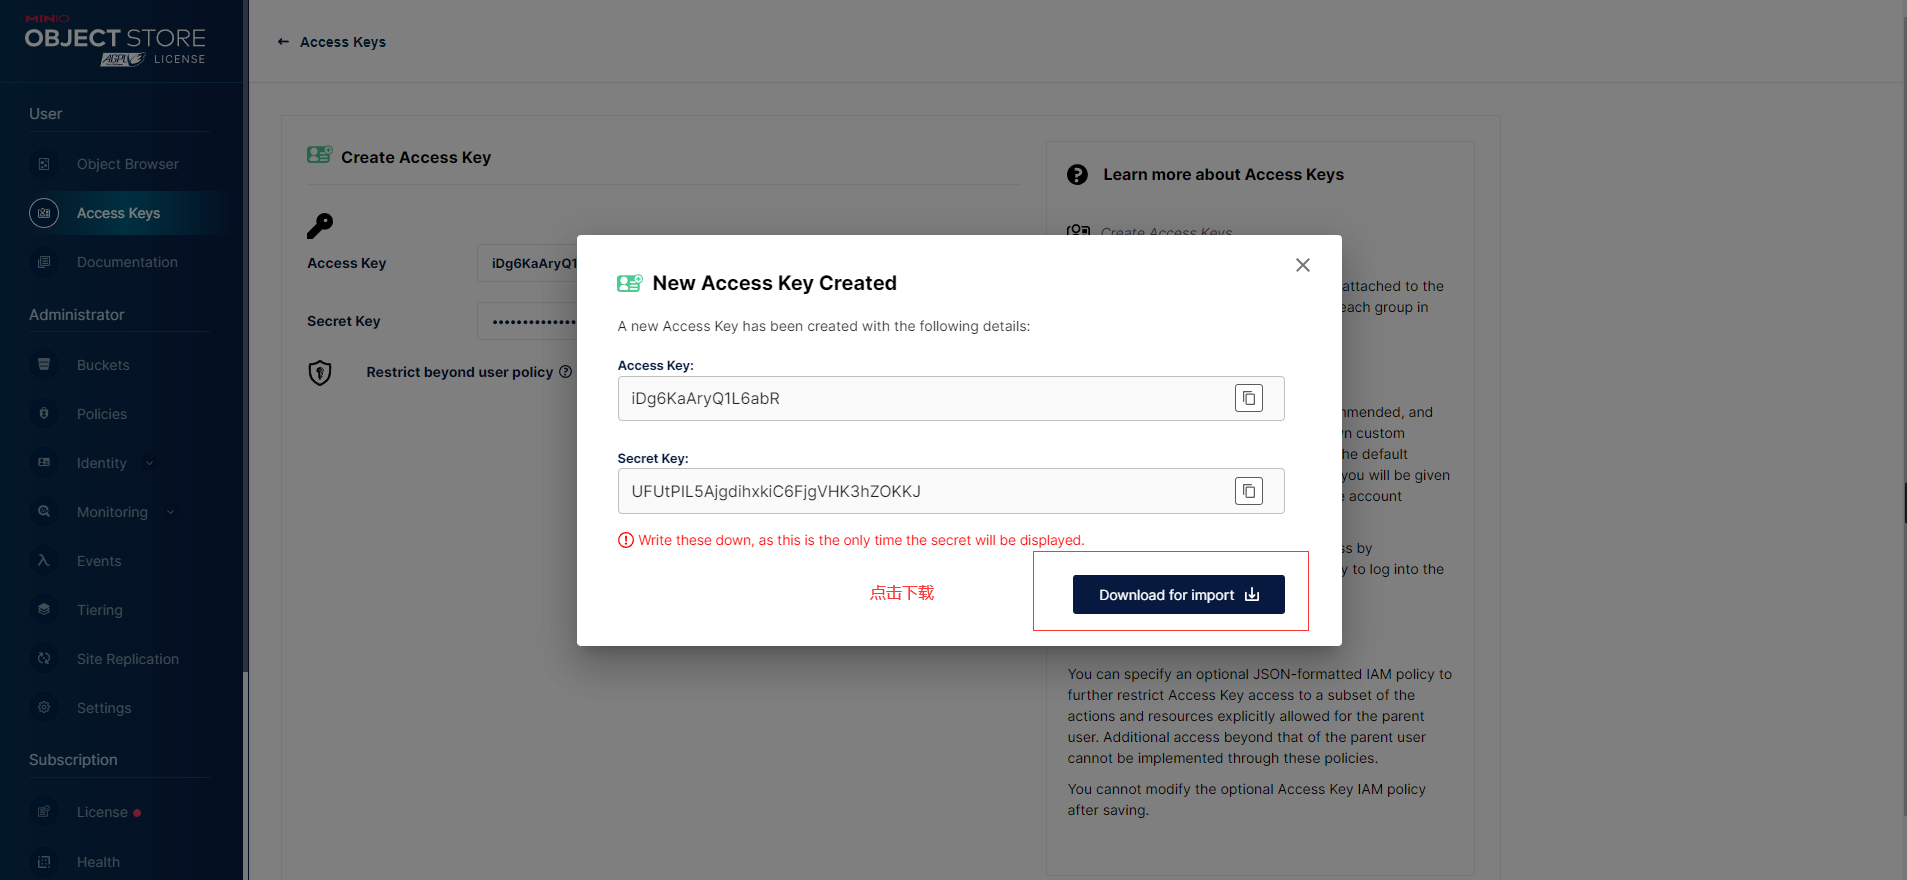 MINIO
OBJECT STORE
AGPL LICENSE
User
Object Browser
Access Keys
Documentation
Administrator
Buckets
Policies
Identity
Monitoring
Events
Tiering
Site Replication
Settings
Subscription
License
Health
← Access Keys
Create Access Key
Access Key
iDg6KaAryQ1
Secret Key
••••••••••••••
Restrict beyond user policy
New Access Key Created
A new Access Key has been created with the following details:
Access Key:
iDg6KaAryQ1L6abR
Secret Key:
UFUtPIL5AjgdihxkiC6FjgVHK3hZOKKJ
Write these down, as this is the only time the secret will be displayed.
点击下载
Download for import
Learn more about Access Keys
Create Access Keys
attached to the
each group in
mmended, and
custom
the default
you will be given
account
by
to log into the
You can specify an optional JSON-formatted IAM policy to
further restrict Access Key access to a subset of the
actions and resources explicitly allowed for the parent
user. Additional access beyond that of the parent user
cannot be implemented through these policies.
You cannot modify the optional Access Key IAM policy
after saving.